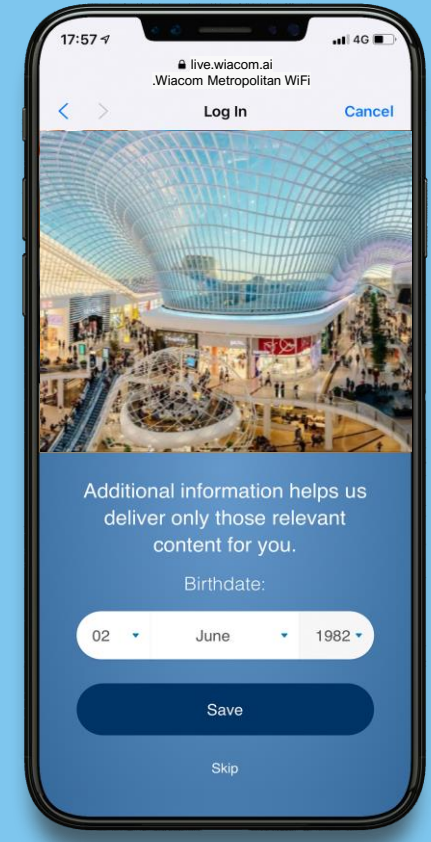 17:57
4G
live.wiacom.ai
.Wiacom Metropolitan WiFi
Log In
Cancel
Additional information helps us
deliver only those relevant
content for you.
Birthdate:
02 June 1982
Save
Skip